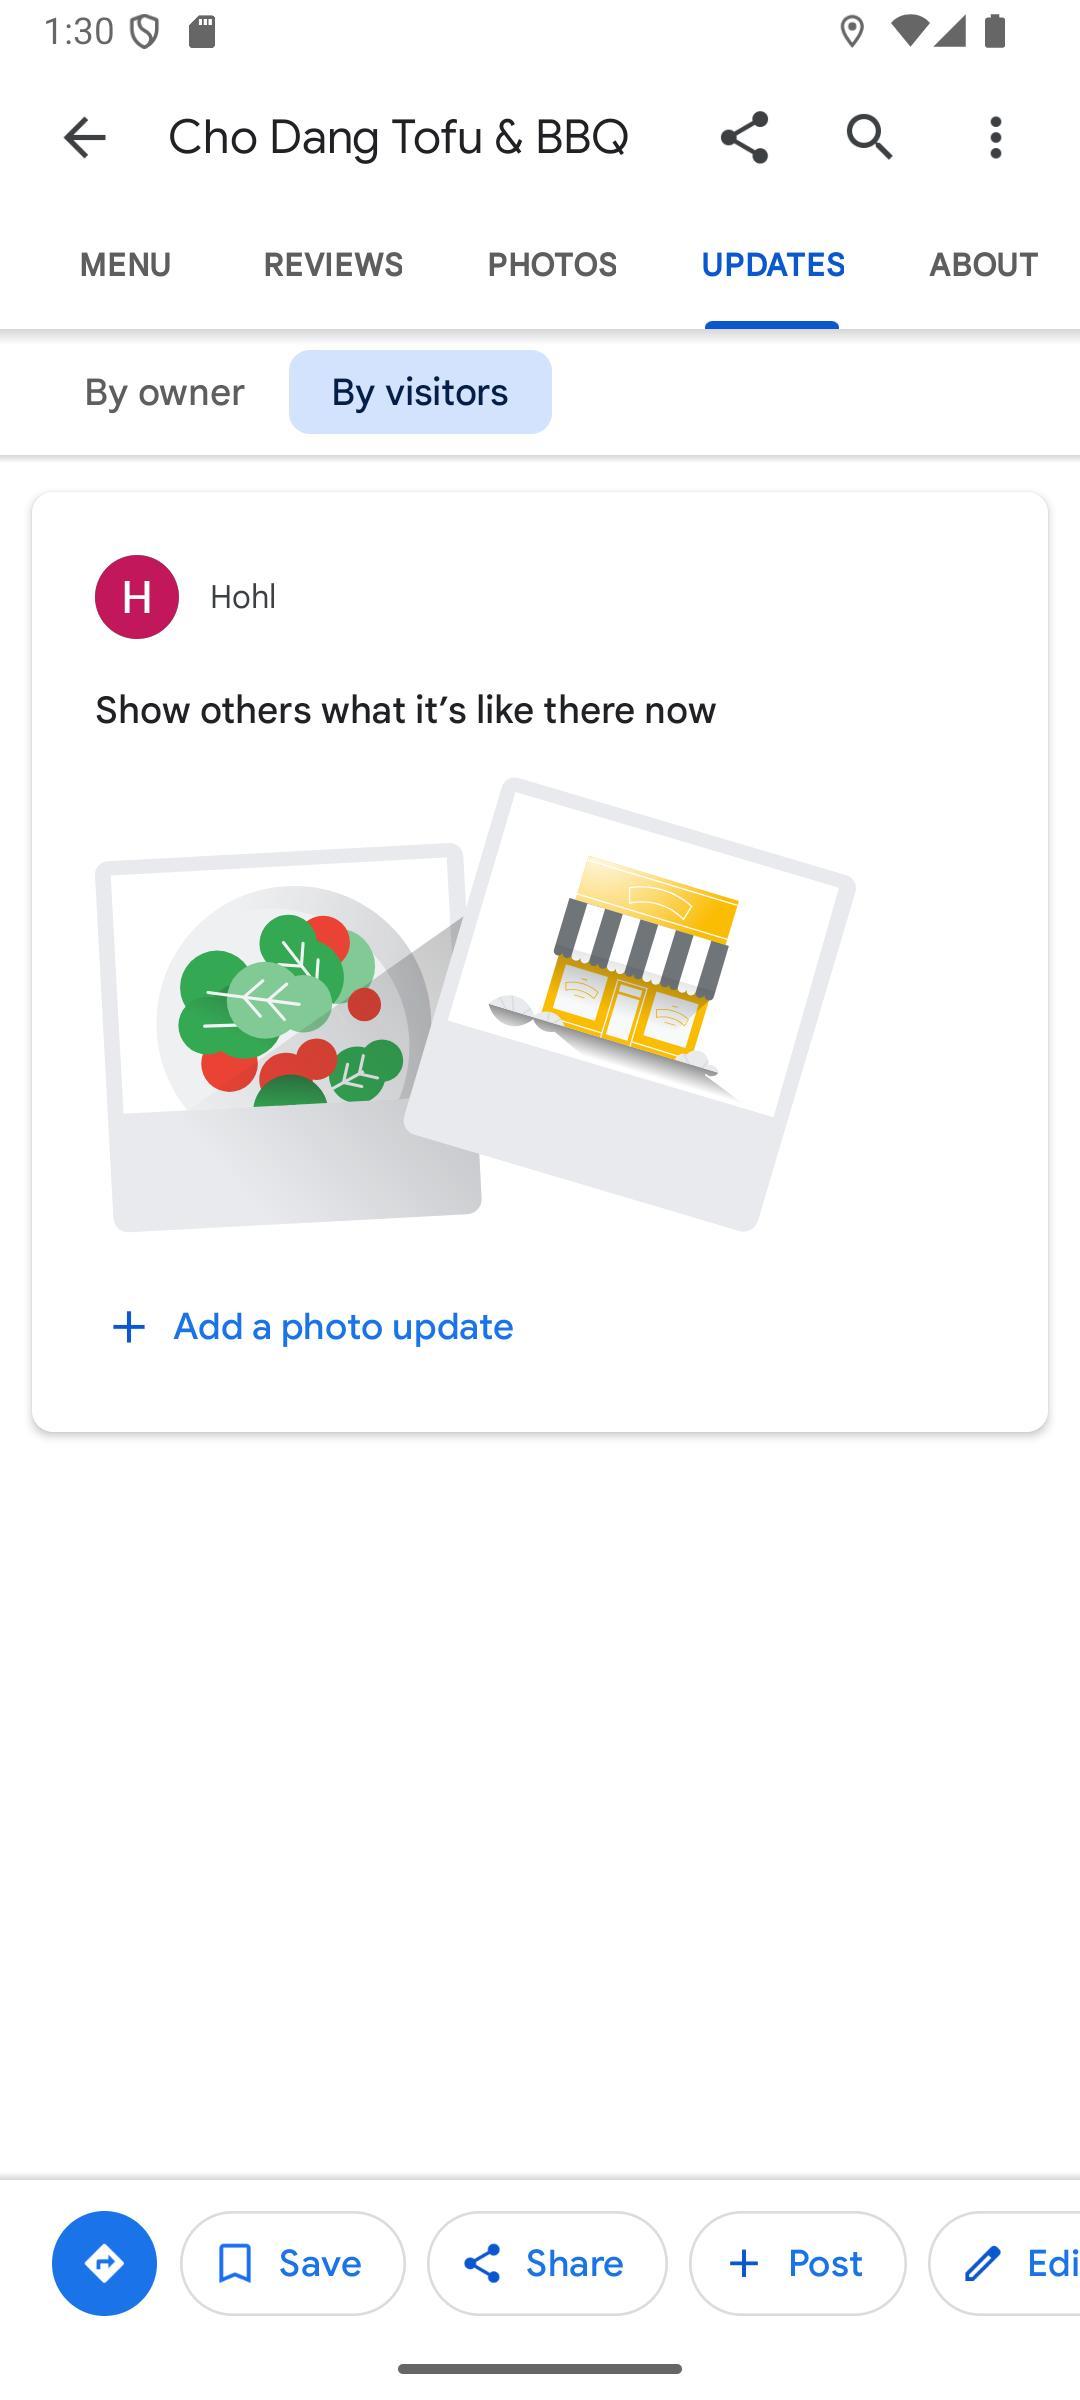 1:30
Cho Dang Tofu & BBQ
MENU REVIEWS PHOTOS UPDATES ABOUT
By owner By visitors
H Hohl
Show others what it’s like there now
Add a photo update
Save Share Post Edi